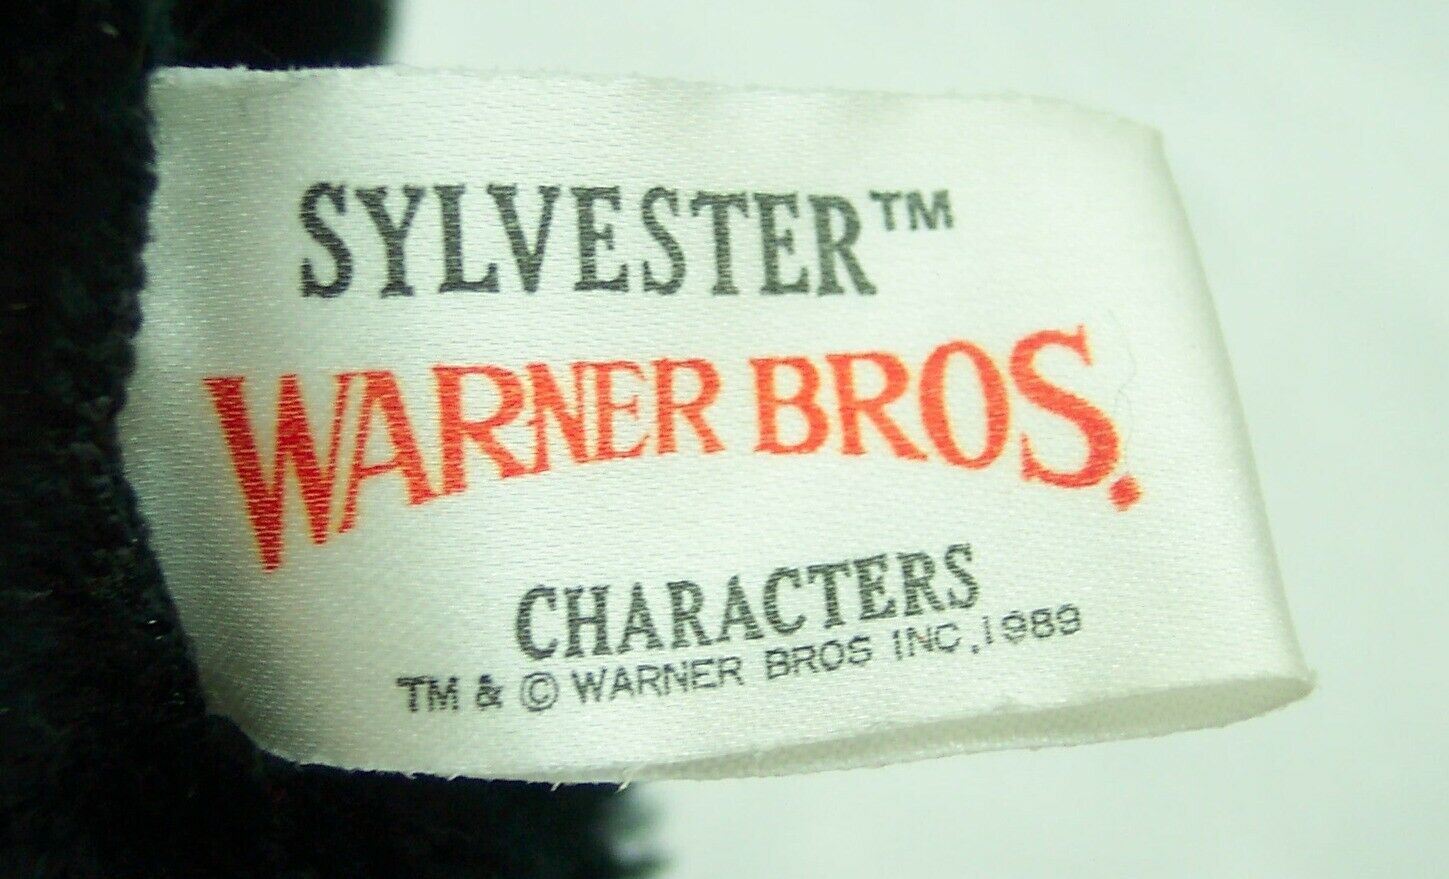 SYLVESTER™
WARNER BROS.
CHARACTERS
TM & © WARNER BROS INC,1989